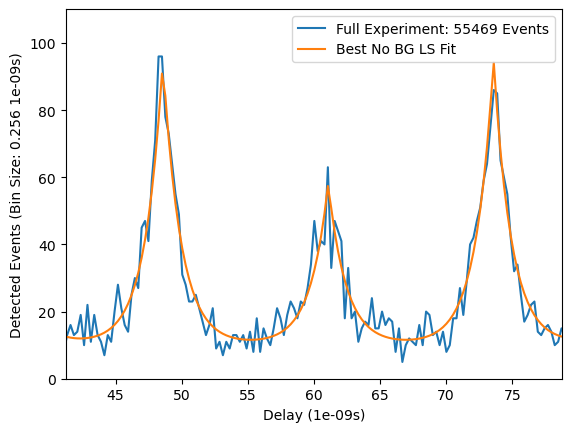 Full Experiment: 55469 Events
Best No BG LS Fit
Detected Events (Bin Size: 0.256 1e-09s)
100
80
60
40
20
0
45 50 55 60 65 70 75
Delay (1e-09s)